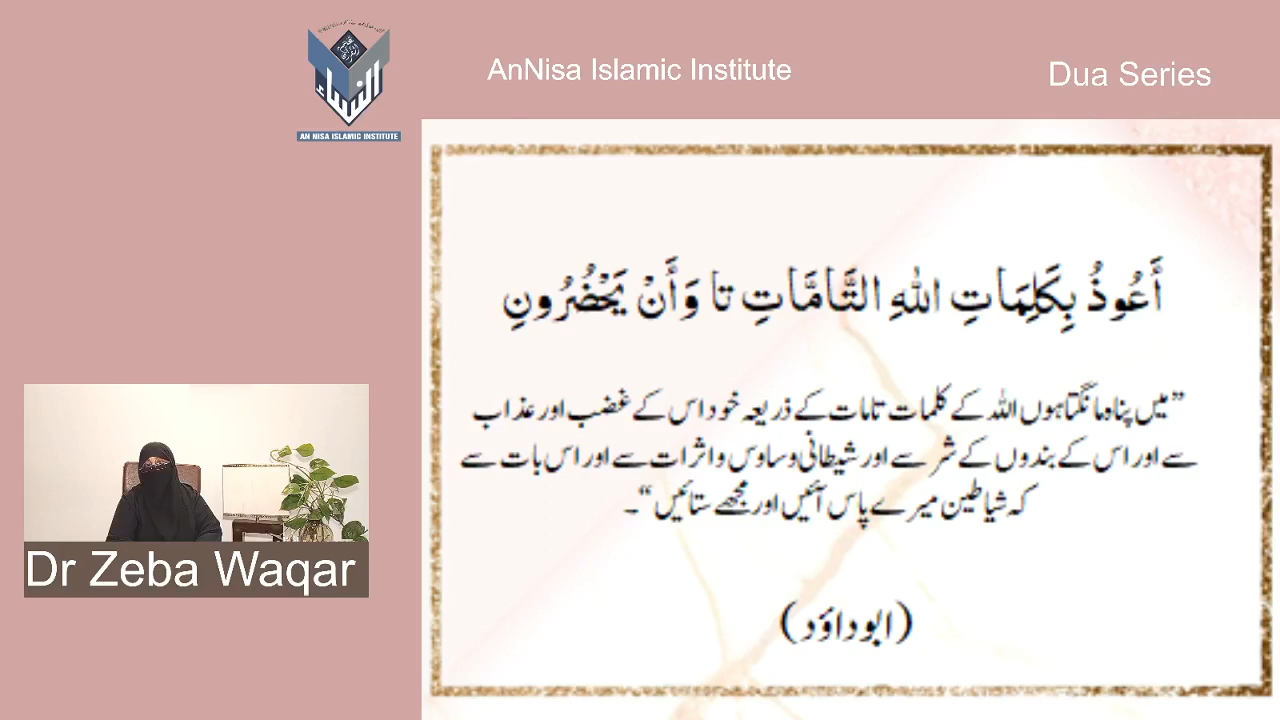 AnNisa Islamic Institute
Dua Series
النساء
AN NISA ISLAMIC INSTITUTE
أَعُوذُ بِكَلِمَاتِ اللهِ التَّامَّاتِ تا وَأَنْ يَحْضُرُونِ
”میں پناہ مانگتا ہوں اللہ کے کلمات تامات کے ذریعہ خود اس کے غضب اور عذاب
سے اور اس کے بندوں کے شر سے اور شیطانی وساوس و اثرات سے اور اس بات سے
کہ شیاطین میرے پاس آئیں اور مجھے ستائیں“۔
(ابوداؤد)
Dr Zeba Waqar